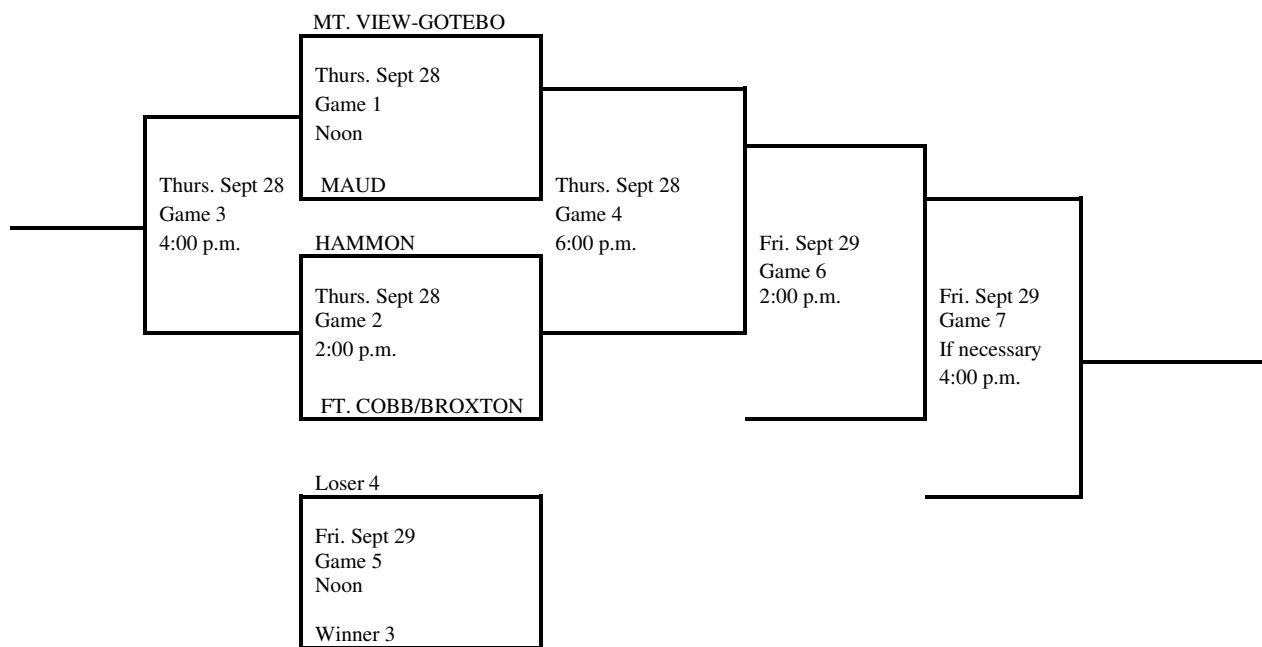 MT. VIEW-GOTEBO
Thurs. Sept 28
Game 1
Noon
MAUD
Thurs. Sept 28
Game 3
4:00 p.m.
HAMMON
Thurs. Sept 28
Game 2
2:00 p.m.
FT. COBB/BROXTON
Thurs. Sept 28
Game 4
6:00 p.m.
Fri. Sept 29
Game 6
2:00 p.m.
Fri. Sept 29
Game 7
If necessary
4:00 p.m.
Loser 4
Fri. Sept 29
Game 5
Noon
Winner 3